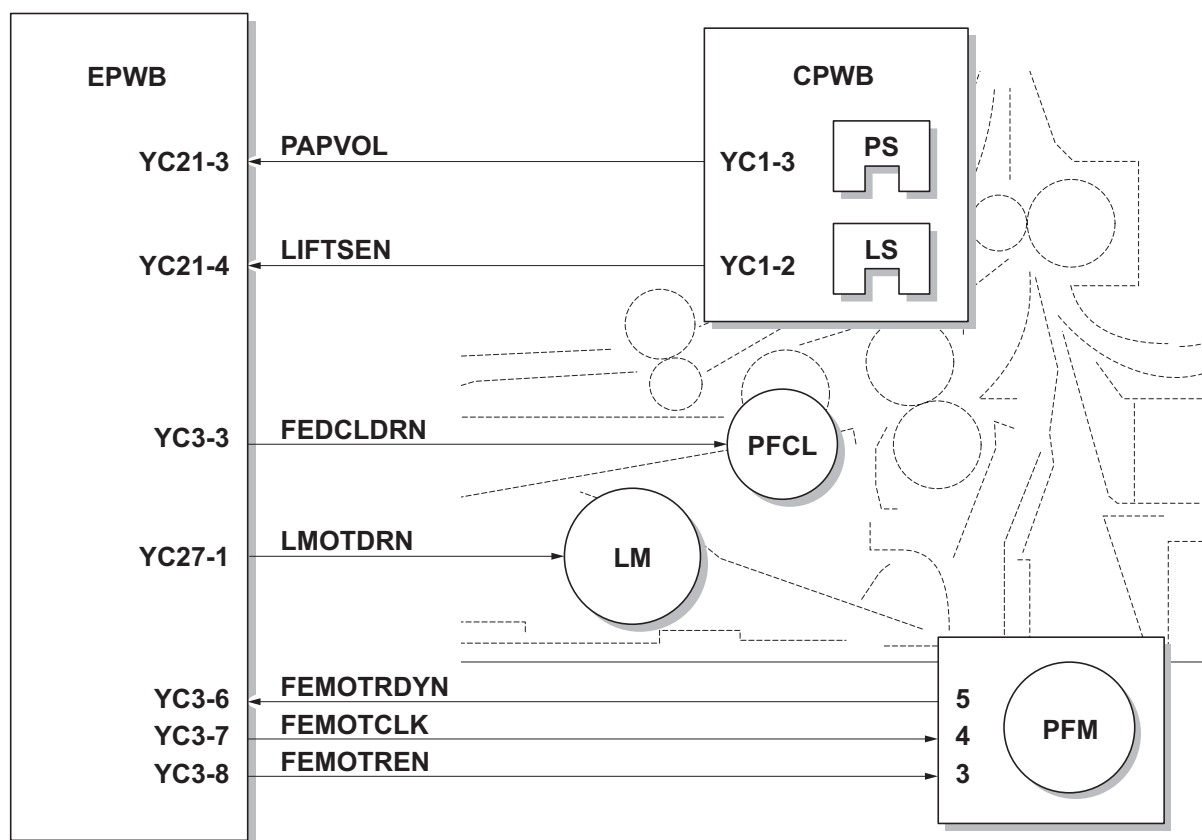 EPWB
CPWB
YC21-3
PAPVOL
YC1-3
PS
YC21-4
LIFTSEN
YC1-2
LS
YC3-3
FEDCLDRN
PFCL
YC27-1
LMOTDRN
LM
YC3-6
FEMOTRDYN
5
YC3-7
FEMOTCLK
4
PFM
YC3-8
FEMOTREN
3